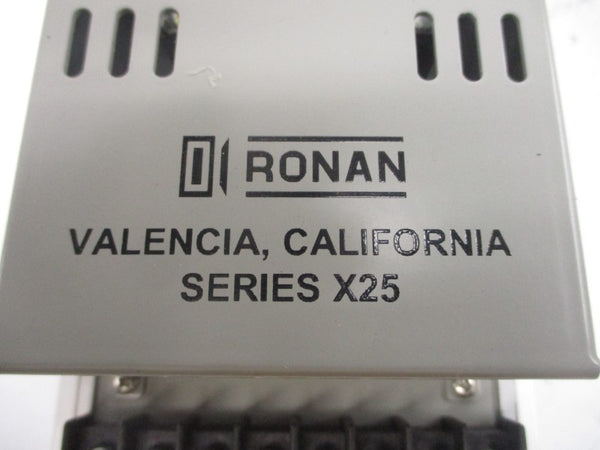 RONAN
VALENCIA, CALIFORNIA
SERIES X25